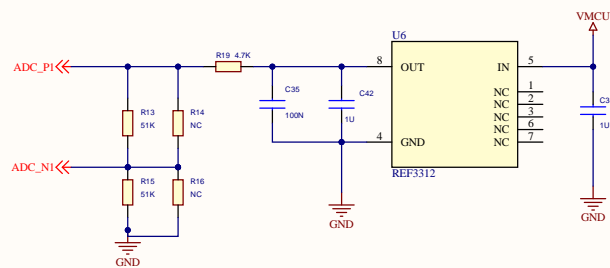 VMCU
U6
R19 4.7K
ADC_P1
8 OUT IN 5
C35
100N
C42
1U
NC 1
NC 2
NC 3
NC 6
NC 7
C3
1U
R13
51K
R14
NC
4 GND
REF3312
ADC_N1
R15
51K
R16
NC
GND
GND
GND